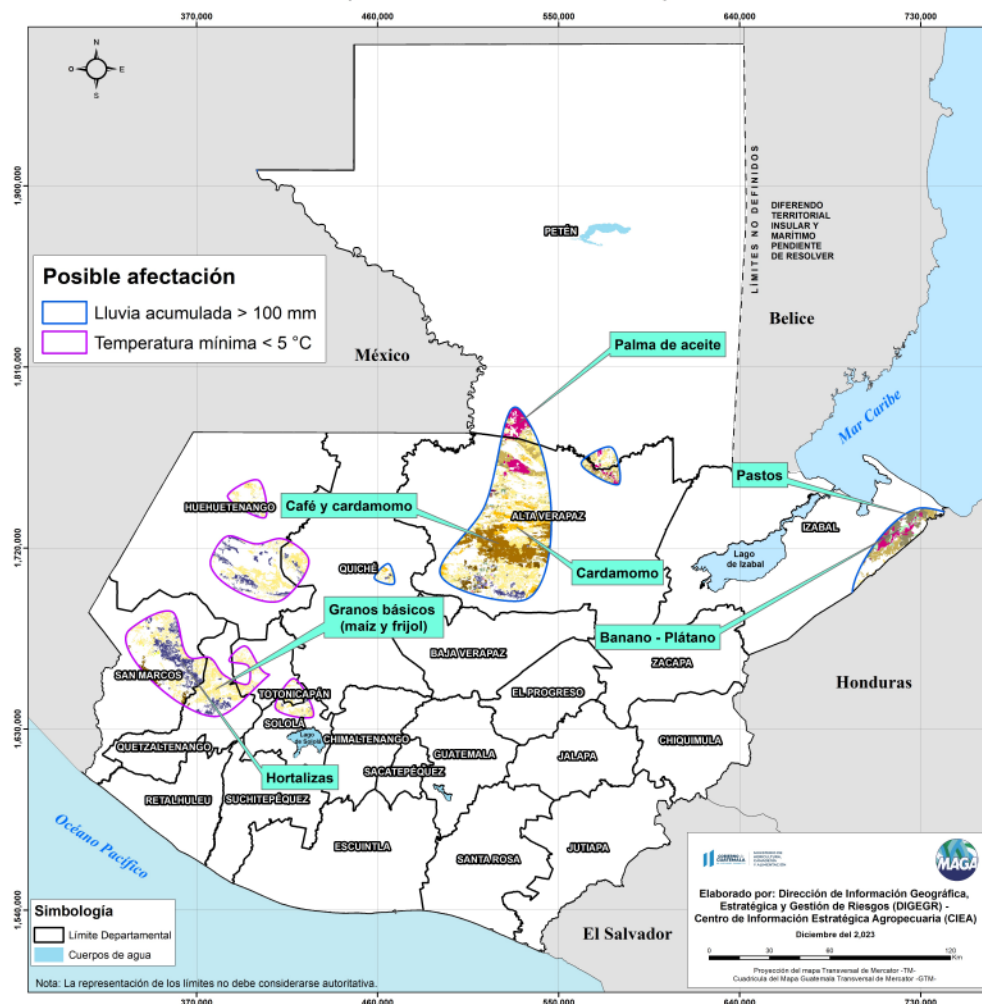 370,000
460,000
550,000
640,000
730,000
N
O
E
S
1,900,000
1,810,000
1,720,000
1,630,000
1,540,000
LÍMITES NO DEFINIDOS
DIFERENDO
TERRITORIAL
INSULAR Y
MARÍTIMO
PENDIENTE
DE RESOLVER
PETÉN
Posible afectación
Lluvia acumulada > 100 mm
Temperatura mínima < 5 °C
Belice
México
Palma de aceite
Mar Caribe
Pastos
HUEHUETENANGO
Café y cardamomo
ALTA VERAPAZ
IZABAL
Lago
de Izabal
QUICHÉ
Cardamomo
Granos básicos
(maíz y frijol)
Banano - Plátano
BAJA VERAPAZ
ZACAPA
SAN MARCOS
Honduras
TOTONICAPÁN
EL PROGRESO
SOLOLÁ
Lago
de Sololá
CHIMALTENANGO
QUETZALTENANGO
GUATEMALA
JALAPA
CHIQUIMULA
Hortalizas
SACATEPÉQUEZ
RETALHULEU
SUCHITEPÉQUEZ
Océano Pacífico
ESCUINTLA
SANTA ROSA
JUTIAPA
El Salvador
Simbología
Límite Departamental
Cuerpos de agua
Nota: La representación de los límites no debe considerarse autoritativa.
GUATEMALA
MAGA
Elaborado por: Dirección de Información Geográfica,
Estratégica y Gestión de Riesgos (DIGEGR) -
Centro de Información Estratégica Agropecuaria (CIEA)
Diciembre del 2,023
0
30
60
120
Km
Proyección del mapa Transversal de Mercator -TM-
Cuadrícula del Mapa Guatemala Transversal de Mercator -GTM-
370,000
460,000
550,000
640,000
730,000